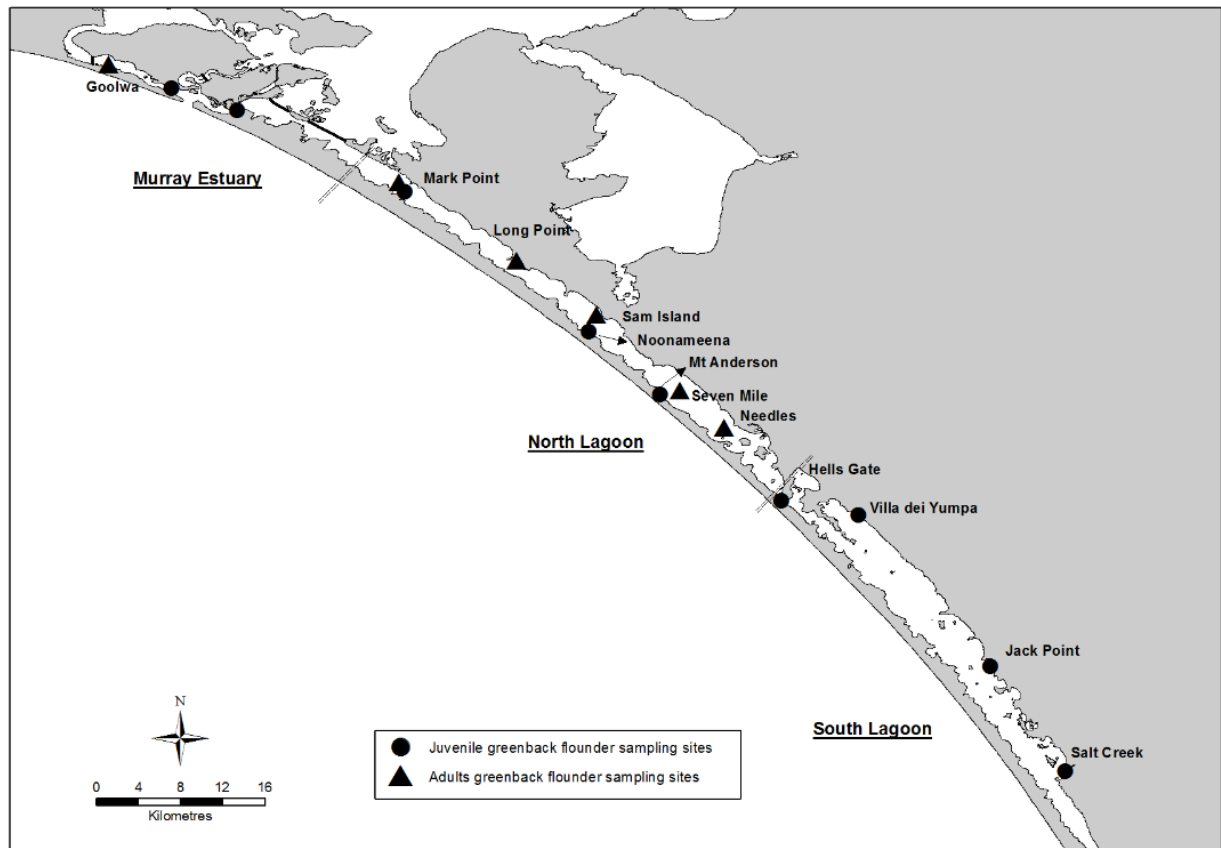 Goolwa
Murray Estuary
Mark Point
Long Point
Sam Island
Noonameena
Mt Anderson
Seven Mile
Needles
North Lagoon
Hells Gate
Villa dei Yumpa
Jack Point
South Lagoon
Salt Creek
N
0 4 8 12 16
Kilometres
Juvenile greenback flounder sampling sites
Adults greenback flounder sampling sites